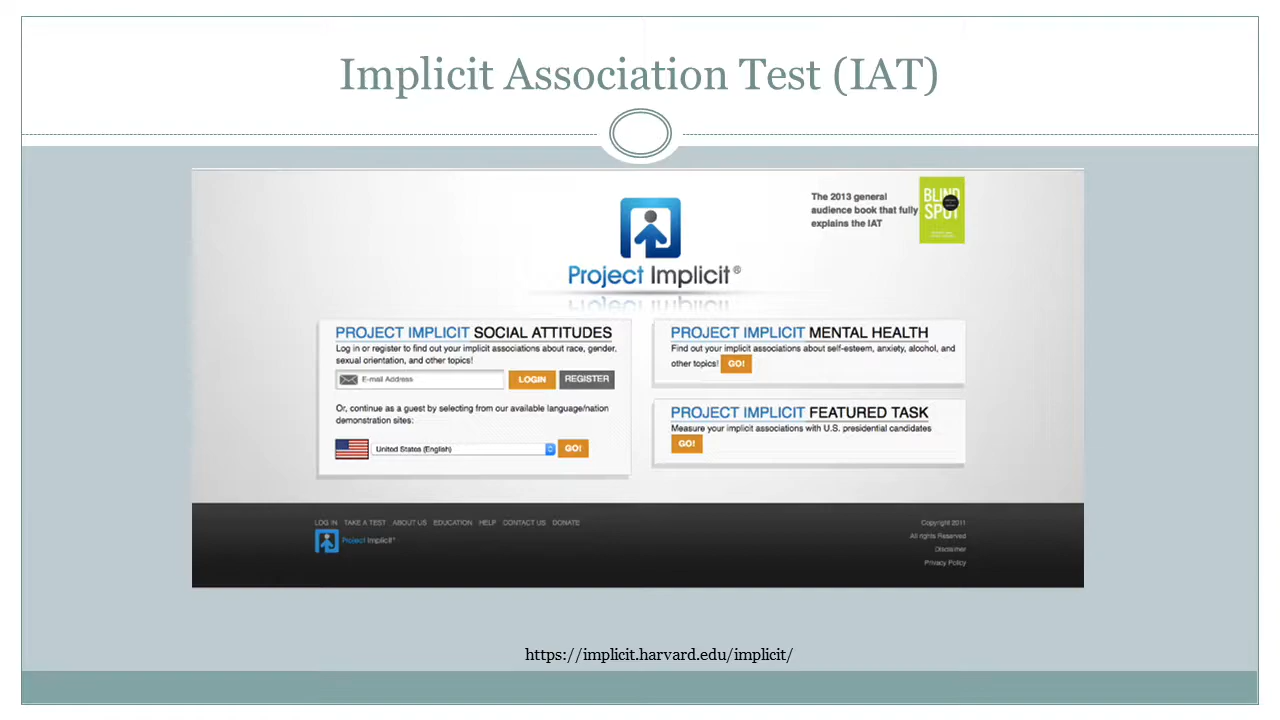 Implicit Association Test (IAT)
The 2013 general
audience book that fully
explains the IAT
BLIND
SPOT
Project Implicit®
PROJECT IMPLICIT SOCIAL ATTITUDES
Log in or register to find out your implicit associations about race, gender,
sexual orientation, and other topics!
E-mail Address
LOGIN
REGISTER
Or, continue as a guest by selecting from our available language/nation
demonstration sites:
United States (English)
GO!
PROJECT IMPLICIT MENTAL HEALTH
Find out your implicit associations about self-esteem, anxiety, alcohol, and
other topics! GO!
PROJECT IMPLICIT FEATURED TASK
Measure your implicit associations with U.S. presidential candidates
GO!
LOG IN TAKE A TEST ABOUT US EDUCATION HELP CONTACT US DONATE
Project Implicit®
Copyright 2011
All rights Reserved
Disclaimer
Privacy Policy
https://implicit.harvard.edu/implicit/